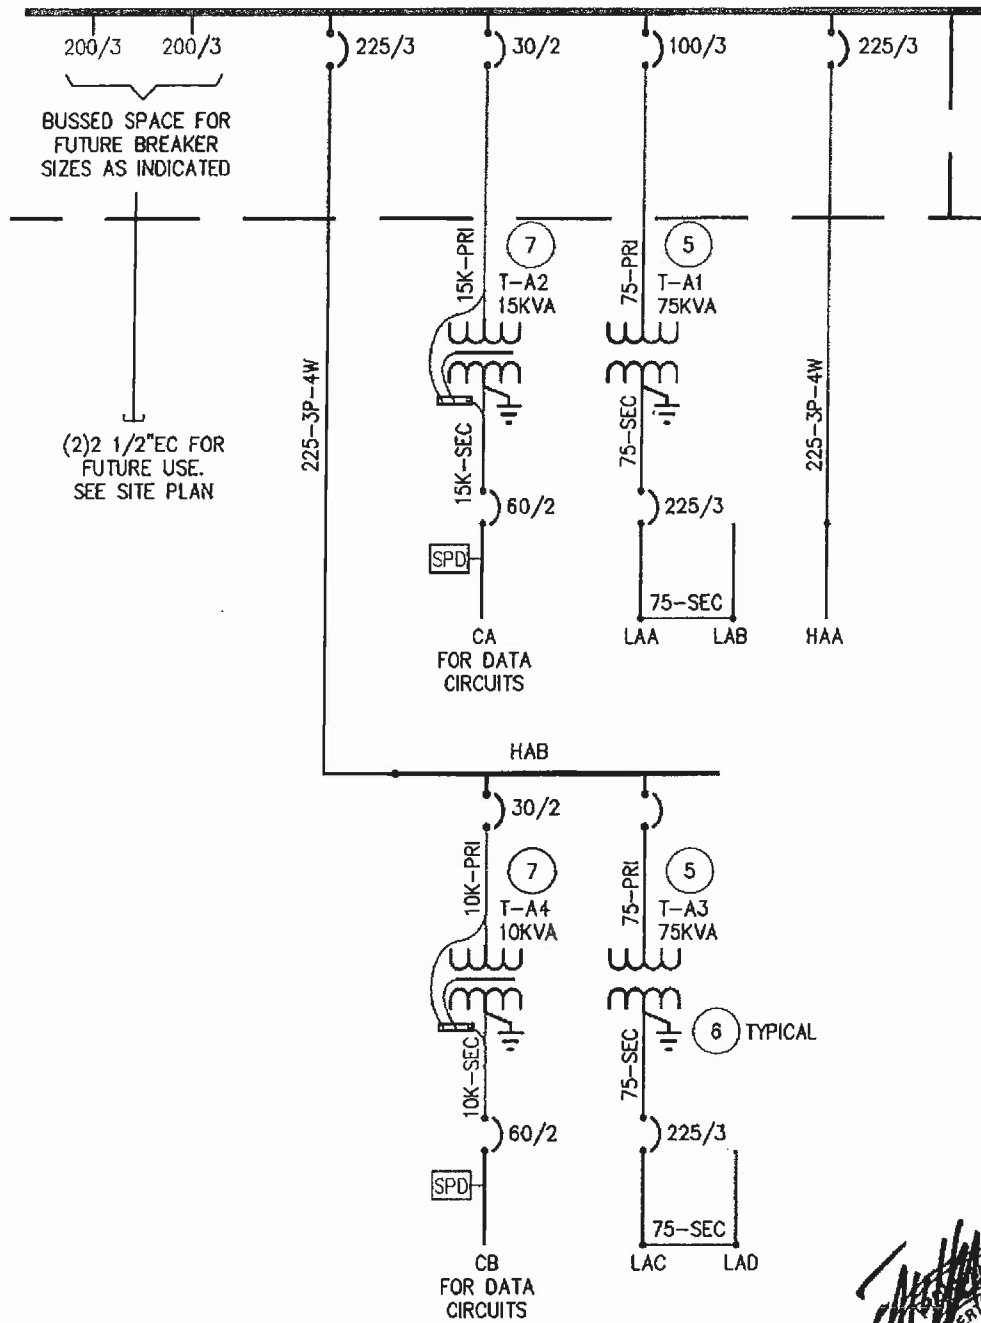 200/3
200/3
225/3
30/2
100/3
225/3
BUSSED SPACE FOR
FUTURE BREAKER
SIZES AS INDICATED
15K-PRI
7
T-A2
15KVA
75-PRI
5
T-A1
75KVA
225-3P-4W
15K-SEC
75-SEC
225-3P-4W
(2)2 1/2"EC FOR
FUTURE USE.
SEE SITE PLAN
60/2
225/3
SPD
75-SEC
CA
FOR DATA
CIRCUITS
LAA
LAB
HAA
HAB
30/2
10K-PRI
7
T-A4
10KVA
75-PRI
5
T-A3
75KVA
10K-SEC
75-SEC
6
TYPICAL
60/2
225/3
SPD
75-SEC
CB
FOR DATA
CIRCUITS
LAC
LAD